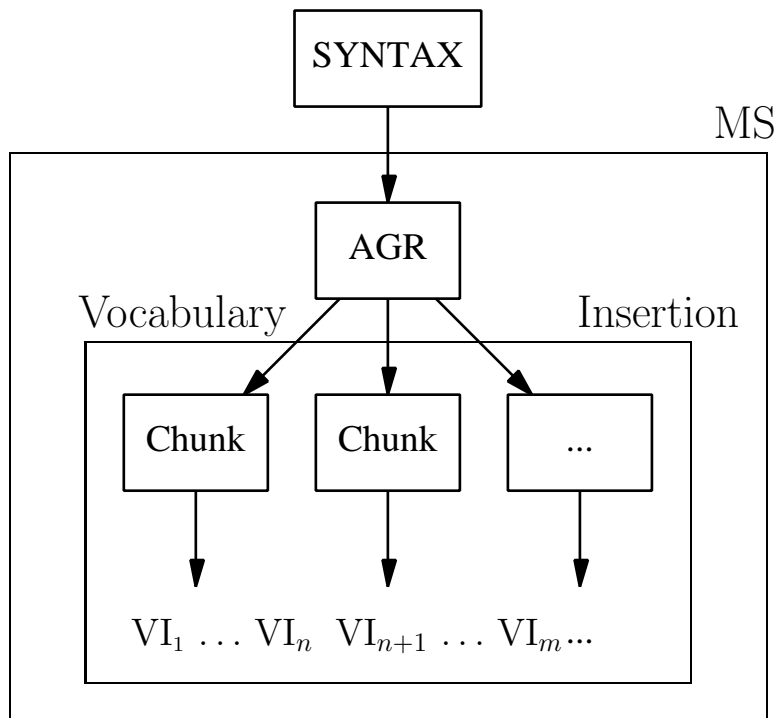 SYNTAX
MS
AGR
Vocabulary Insertion
Chunk Chunk ...
VI₁ … VIₙ VIₙ₊₁ … VIₘ ...